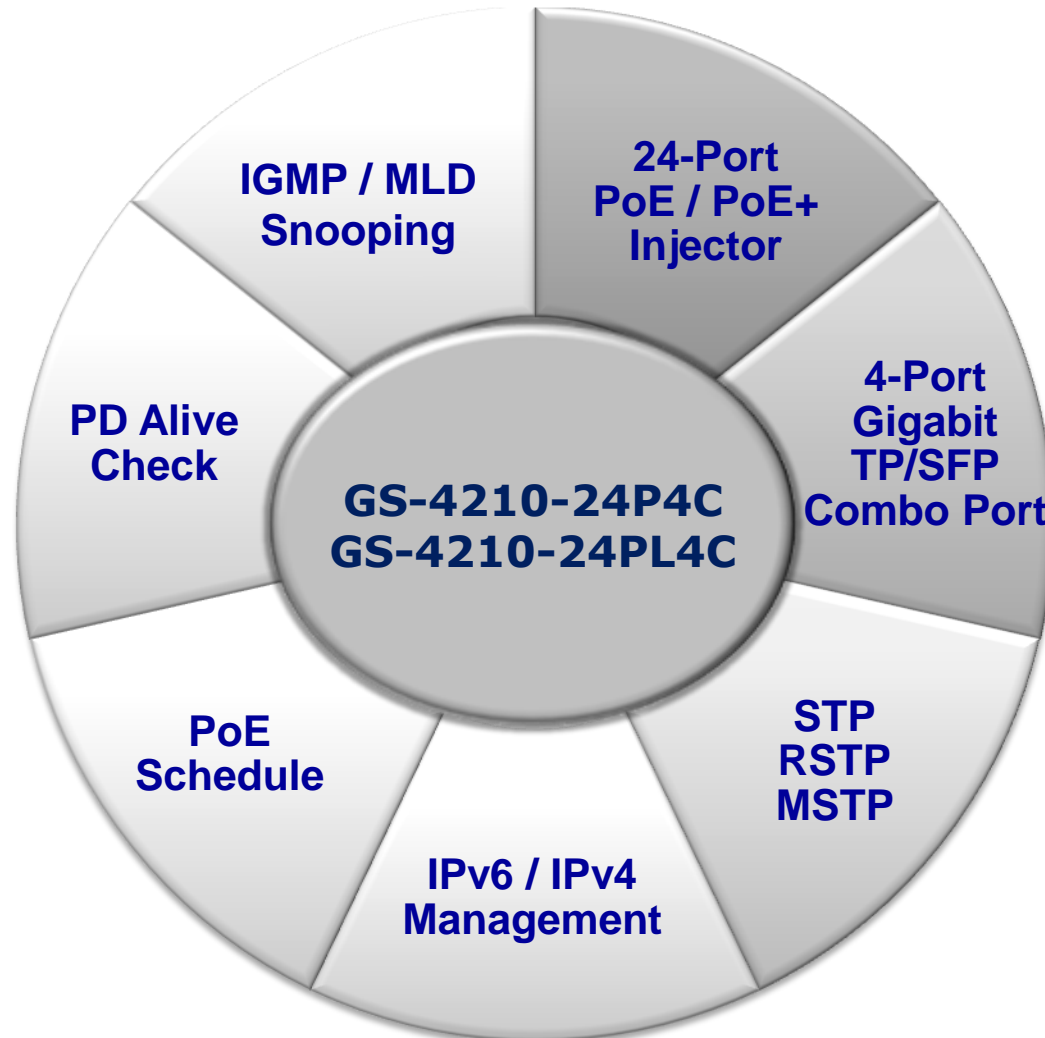 24-Port
PoE / PoE+
Injector
4-Port
Gigabit
TP/SFP
Combo Port
STP
RSTP
MSTP
IPv6 / IPv4
Management
PoE
Schedule
PD Alive
Check
IGMP / MLD
Snooping
GS-4210-24P4C
GS-4210-24PL4C